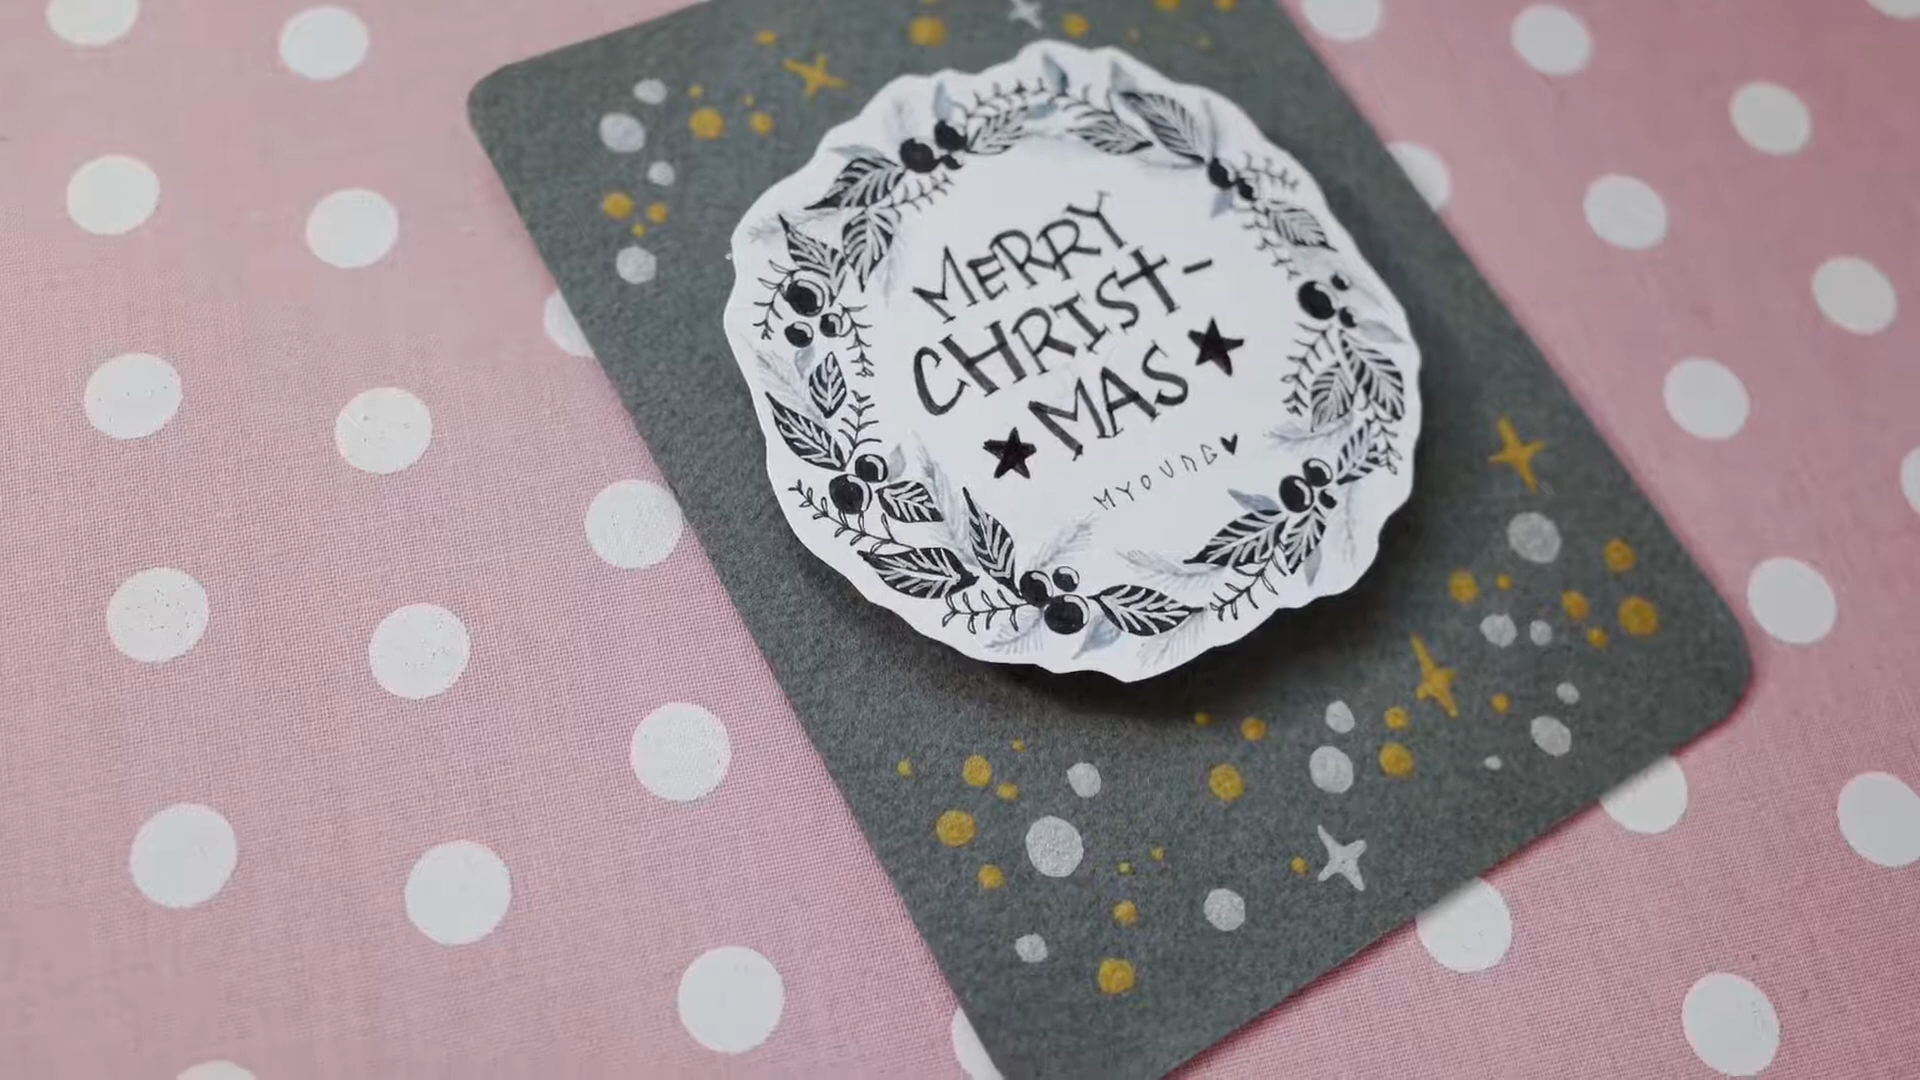 MERRY
CHRIST-
★ MAS ★
MYOUNG♥